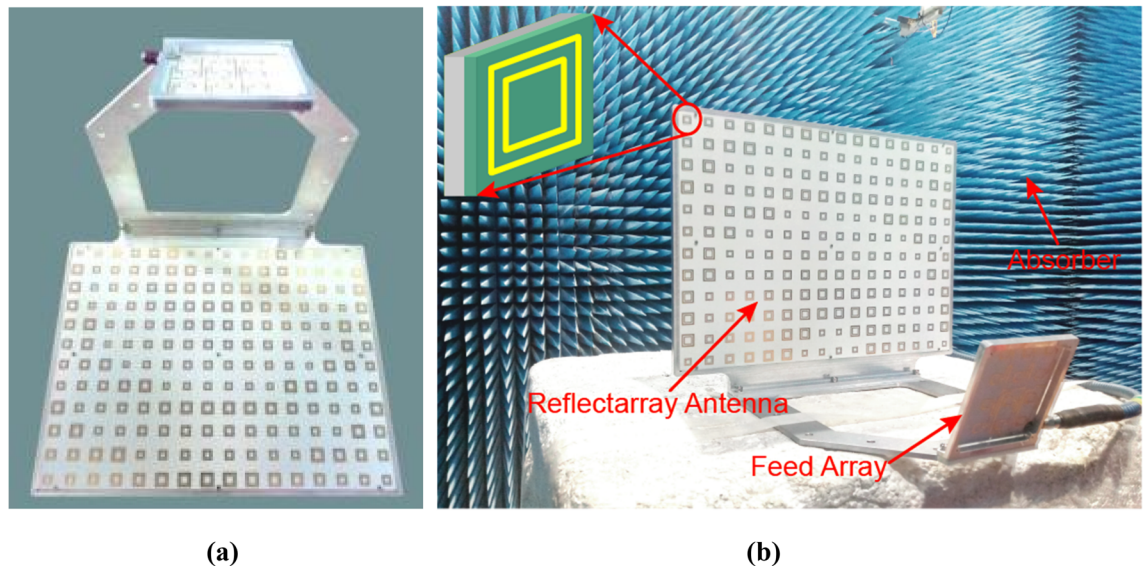 Absorber
Reflectarray Antenna
Feed Array
(a)
(b)